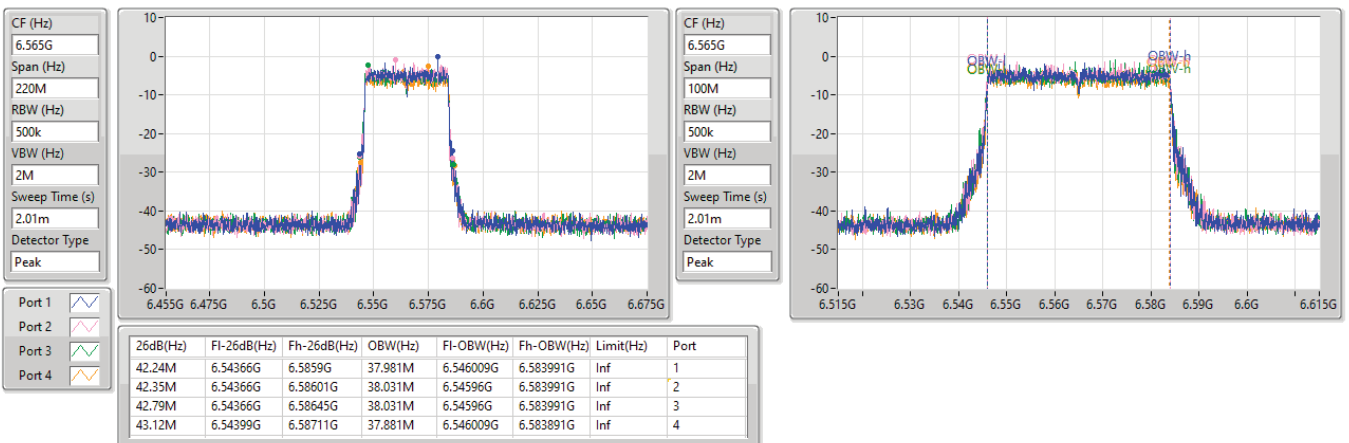 CF (Hz)
6.565G
Span (Hz)
220M
RBW (Hz)
500k
VBW (Hz)
2M
Sweep Time (s)
2.01m
Detector Type
Peak
10
0
-10
-20
-30
-40
-50
-60
6.455G 6.475G 6.5G 6.525G 6.55G 6.575G 6.6G 6.625G 6.65G 6.675G
CF (Hz)
6.565G
Span (Hz)
100M
RBW (Hz)
500k
VBW (Hz)
2M
Sweep Time (s)
2.01m
Detector Type
Peak
10
0
-10
-20
-30
-40
-50
-60
OBW-h
6.515G 6.53G 6.54G 6.55G 6.56G 6.57G 6.58G 6.59G 6.6G 6.615G
Port 1
Port 2
Port 3
Port 4
26dB(Hz) Fl-26dB(Hz) Fh-26dB(Hz) OBW(Hz) Fl-OBW(Hz) Fh-OBW(Hz) Limit(Hz) Port
42.24M 6.54366G 6.5859G 37.981M 6.546009G 6.583991G Inf 1
42.35M 6.54366G 6.58601G 38.031M 6.54596G 6.583991G Inf 2
42.79M 6.54366G 6.58645G 38.031M 6.54596G 6.583991G Inf 3
43.12M 6.54399G 6.58711G 37.881M 6.546009G 6.583891G Inf 4